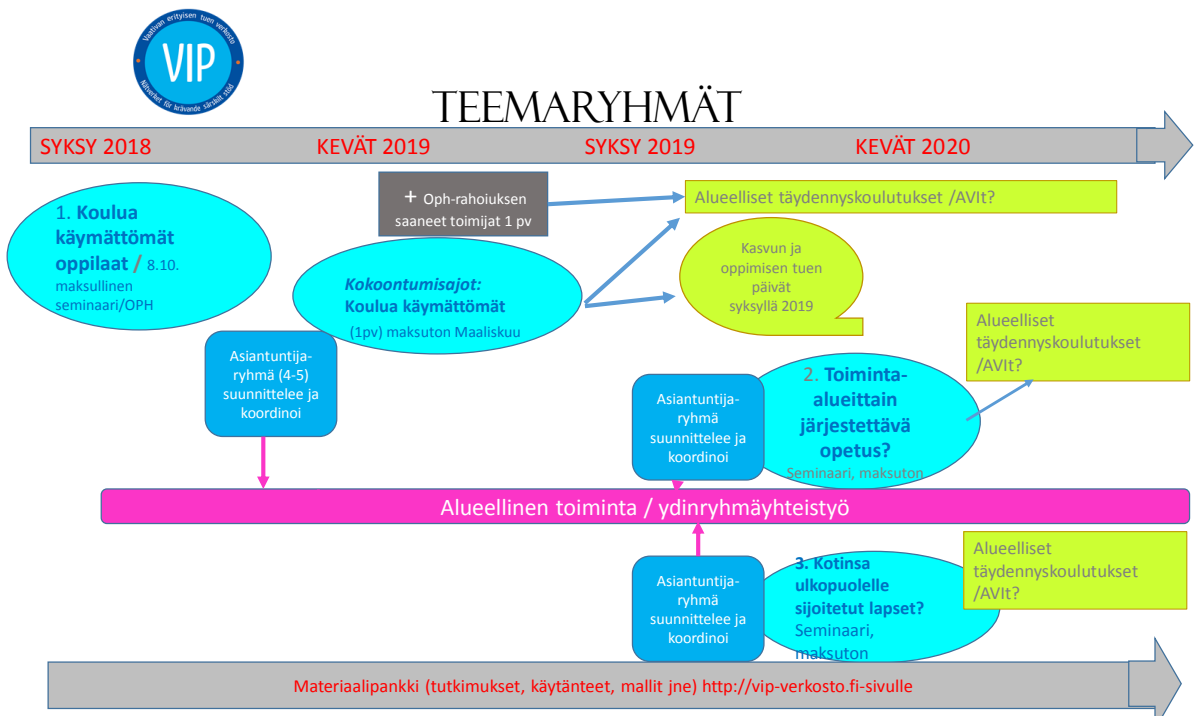 Vaativan erityisen tuen verkosto
VIP
Nätverket för krävande särskilt stöd
TEEMARYHMÄT
SYKSY 2018
KEVÄT 2019
SYKSY 2019
KEVÄT 2020
1. Koulua
käymättömät
oppilaat / 8.10.
maksullinen
seminaari/OPH
+ Oph-rahoiuksen
saaneet toimijat 1 pv
Alueelliset täydennyskoulutukset /AVIt?
Kokoontumisajot:
Koulua käymättömät
(1pv) maksuton Maaliskuu
Kasvun ja
oppimisen tuen
päivät
syksyllä 2019
Asiantuntija-
ryhmä (4-5)
suunnittelee ja
koordinoi
Asiantuntija-
ryhmä
suunnittelee ja
koordinoi
2. Toiminta-
alueittain
järjestettävä
opetus?
Seminaari, maksuton
Alueelliset
täydennyskoulutukset
/AVIt?
Alueellinen toiminta / ydinryhmäyhteistyö
Asiantuntija-
ryhmä
suunnittelee ja
koordinoi
3. Kotinsa
ulkopuolelle
sijoitetut lapset?
Seminaari,
maksuton
Alueelliset
täydennyskoulutukset
/AVIt?
Materiaalipankki (tutkimukset, käytänteet, mallit jne) http://vip-verkosto.fi-sivulle